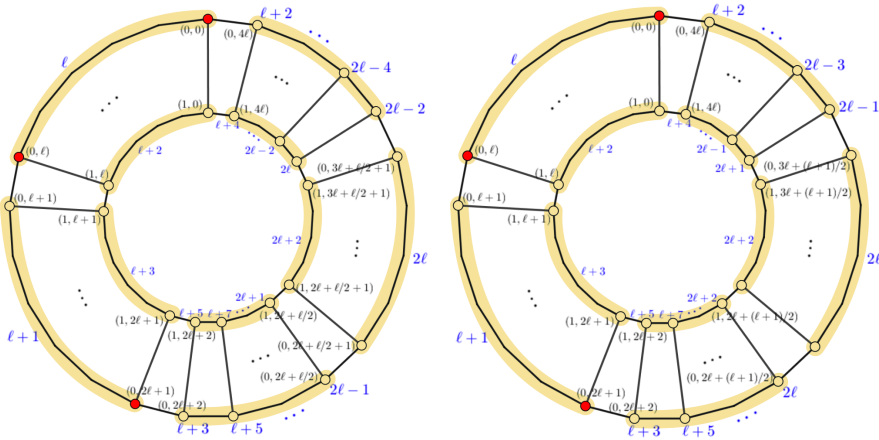 ℓ + 2
(0, 0)
(0, 4ℓ)
ℓ
2ℓ − 4
(1, 0)
(1, 4ℓ)
ℓ + 4
2ℓ − 2
(0, ℓ)
ℓ + 2
2ℓ − 2
2ℓ
(1, ℓ)
(0, 3ℓ + ℓ/2 + 1)
(1, 3ℓ + ℓ/2 + 1)
(0, ℓ + 1)
(1, ℓ + 1)
2ℓ + 2
2ℓ
ℓ + 3
(1, 2ℓ + ℓ/2 + 1)
2ℓ + 1
(1, 2ℓ + 1)
ℓ + 5
ℓ + 7
(1, 2ℓ + ℓ/2)
(1, 2ℓ + 2)
ℓ + 1
(0, 2ℓ + ℓ/2 + 1)
(0, 2ℓ + ℓ/2)
2ℓ − 1
(0, 2ℓ + 1)
(0, 2ℓ + 2)
ℓ + 3
ℓ + 5
ℓ + 2
(0, 0)
(0, 4ℓ)
ℓ
2ℓ − 3
(1, 0)
(1, 4ℓ)
ℓ + 4
2ℓ − 1
(0, ℓ)
ℓ + 2
2ℓ − 1
2ℓ + 1
(1, ℓ)
(0, 3ℓ + (ℓ + 1)/2)
(1, 3ℓ + (ℓ + 1)/2)
(0, ℓ + 1)
(1, ℓ + 1)
2ℓ + 2
2ℓ
ℓ + 3
2ℓ + 2
(1, 2ℓ + 1)
ℓ + 5
ℓ + 7
(1, 2ℓ + (ℓ + 1)/2)
(1, 2ℓ + 2)
ℓ + 1
(0, 2ℓ + (ℓ + 1)/2)
2ℓ
(0, 2ℓ + 1)
(0, 2ℓ + 2)
ℓ + 3
ℓ + 5